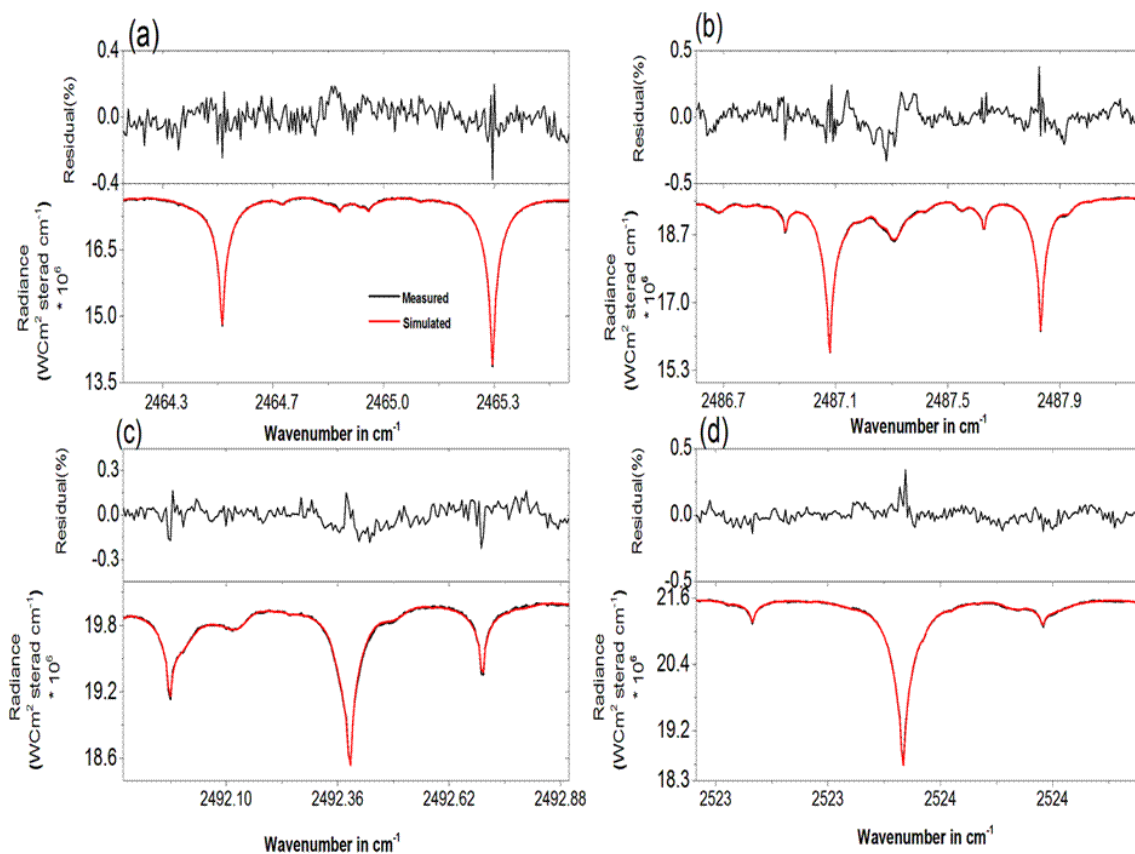 (a)
0.4
0.0
-0.4
Residual(%)
16.5
15.0
13.5
Radiance
(WCm² sterad cm⁻¹)
* 10⁶
Measured
Simulated
2464.3 2464.7 2465.0 2465.3
Wavenumber in cm⁻¹
(b)
0.5
0.0
-0.5
Residual(%)
18.7
17.0
15.3
Radiance
(WCm² sterad cm⁻¹)
* 10⁶
2486.7 2487.1 2487.5 2487.9
Wavenumber in cm⁻¹
(c)
0.3
0.0
-0.3
Residual(%)
19.8
19.2
18.6
Radiance
(WCm² sterad cm⁻¹)
* 10⁶
2492.10 2492.36 2492.62 2492.88
Wavenumber in cm⁻¹
(d)
0.5
0.0
-0.5
Residual(%)
21.6
20.4
19.2
18.3
Radiance
(WCm² sterad cm⁻¹)
* 10⁶
2523 2523 2524 2524
Wavenumber in cm⁻¹